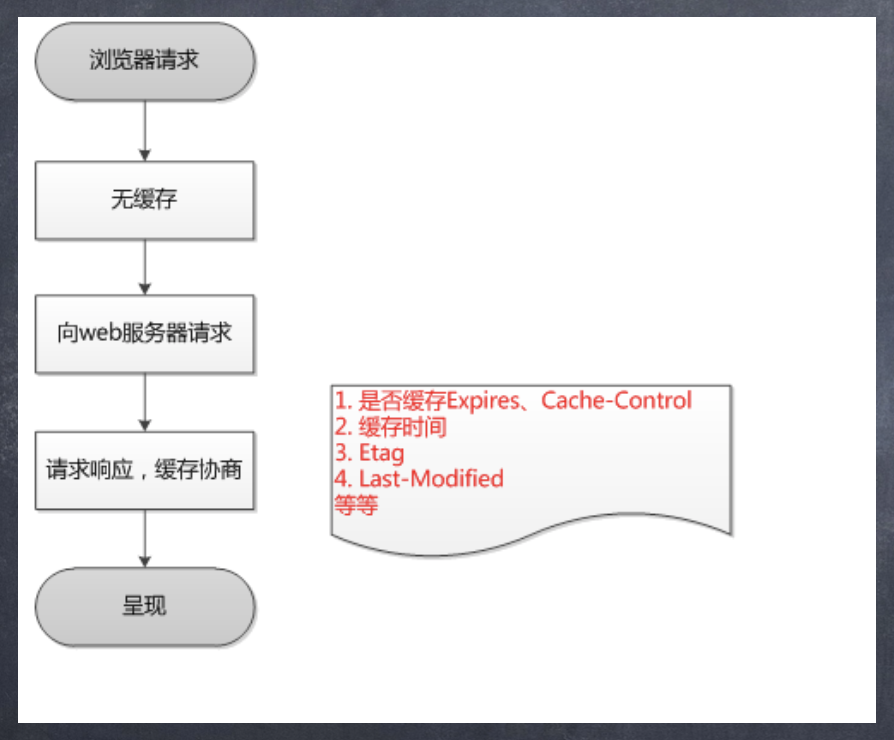 浏览器请求
无缓存
向web服务器请求
请求响应，缓存协商
呈现
1. 是否缓存Expires、Cache-Control
2. 缓存时间
3. Etag
4. Last-Modified
等等